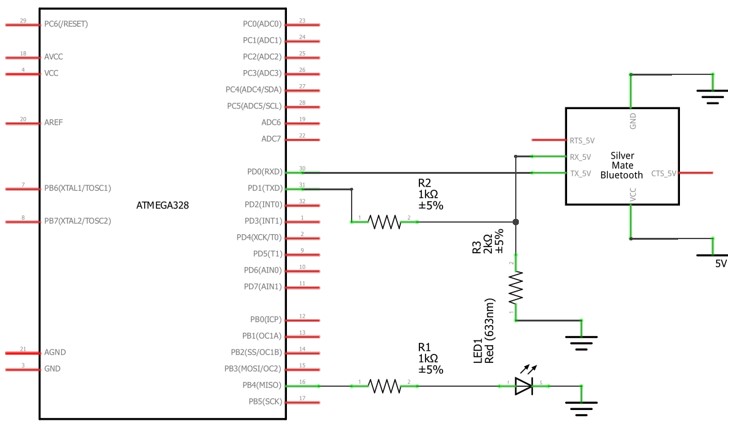 29 PC6(/RESET)
18 AVCC
4 VCC
20 AREF
7 PB6(XTAL1/TOSC1)
8 PB7(XTAL2/TOSC2)
21 AGND
3 GND
ATMEGA328
PC0(ADC0) 23
PC1(ADC1) 24
PC2(ADC2) 25
PC3(ADC3) 26
PC4(ADC4/SDA) 27
PC5(ADC5/SCL) 28
ADC6 19
ADC7 22
PD0(RXD) 30
PD1(TXD) 31
PD2(INT0) 32
PD3(INT1) 1
PD4(XCK/T0) 2
PD5(T1) 9
PD6(AIN0) 10
PD7(AIN1) 11
PB0(ICP) 12
PB1(OC1A) 13
PB2(SS/OC1B) 14
PB3(MOSI/OC2) 15
PB4(MISO) 16
PB5(SCK) 17
R2
1kΩ
±5%
1 2
R3
2kΩ
±5%
2
1
R1
1kΩ
±5%
1 2
LED1
Red (633nm)
1
GND
RTS_5V
RX_5V
TX_5V
Silver
Mate
Bluetooth
CTS_5V
VCC
5V